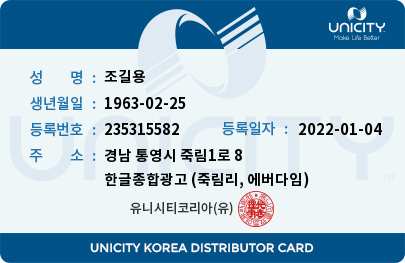 UNICITY
Make Life Better
성 명 : 조길용
생년월일 : 1963-02-25
등록번호 : 235315582 등록일자 : 2022-01-04
주 소 : 경남 통영시 죽림1로 8
한글종합광고 (죽림리, 에버다임)
유니시티코리아(유)
UNICITY
UNICITY KOREA DISTRIBUTOR CARD